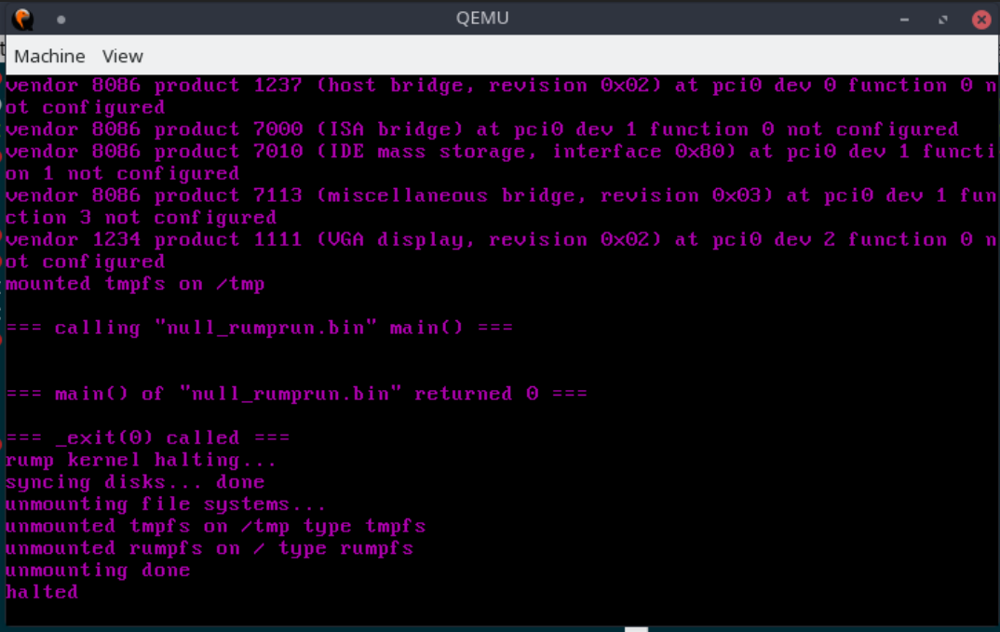 QEMU
Machine View
vendor 8086 product 1237 (host bridge, revision 0x02) at pci0 dev 0 function 0 n
ot configured
vendor 8086 product 7000 (ISA bridge) at pci0 dev 1 function 0 not configured
vendor 8086 product 7010 (IDE mass storage, interface 0x80) at pci0 dev 1 functi
on 1 not configured
vendor 8086 product 7113 (miscellaneous bridge, revision 0x03) at pci0 dev 1 fun
ction 3 not configured
vendor 1234 product 1111 (VGA display, revision 0x02) at pci0 dev 2 function 0 n
ot configured
mounted tmpfs on /tmp
=== calling "null_rumprun.bin" main() ===
=== main() of "null_rumprun.bin" returned 0 ===
=== _exit(0) called ===
rump kernel halting...
syncing disks... done
unmounting file systems...
unmounted tmpfs on /tmp type tmpfs
unmounted rumpfs on / type rumpfs
unmounting done
halted